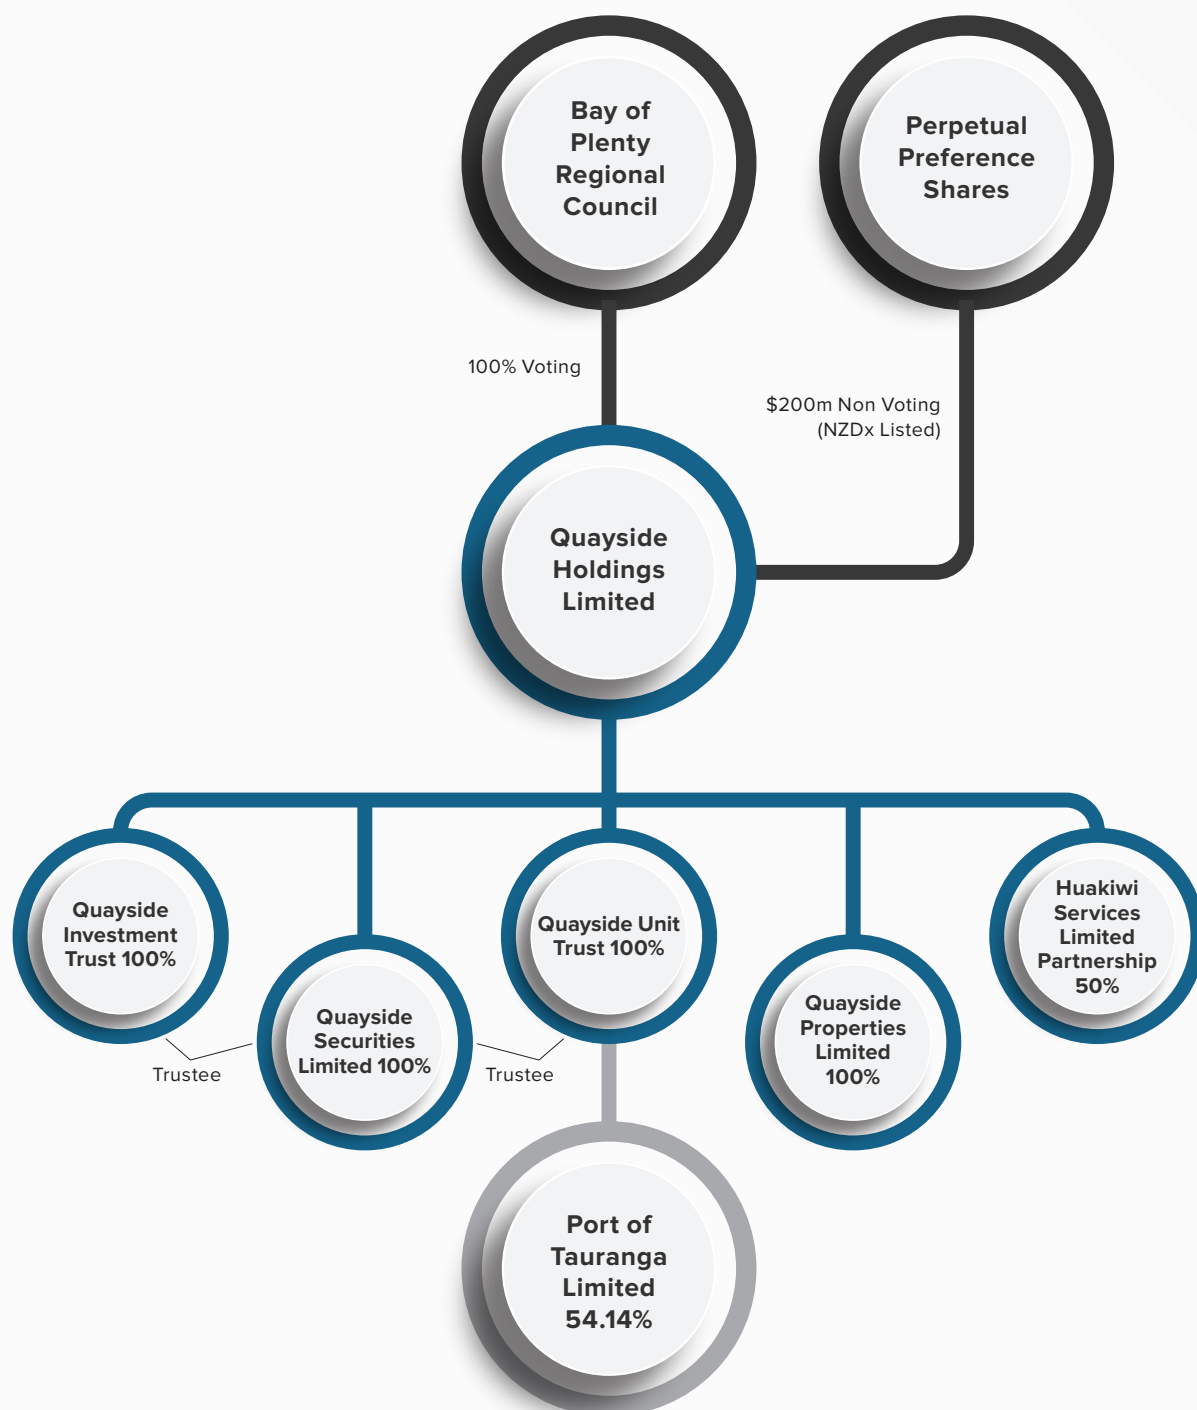 Bay of
Plenty
Regional
Council
Perpetual
Preference
Shares
100% Voting
$200m Non Voting
(NZDx Listed)
Quayside
Holdings
Limited
Quayside
Investment
Trust 100%
Quayside
Securities
Limited 100%
Quayside Unit
Trust 100%
Quayside
Properties
Limited
100%
Huakiwi
Services
Limited
Partnership
50%
Trustee
Trustee
Port of
Tauranga
Limited
54.14%